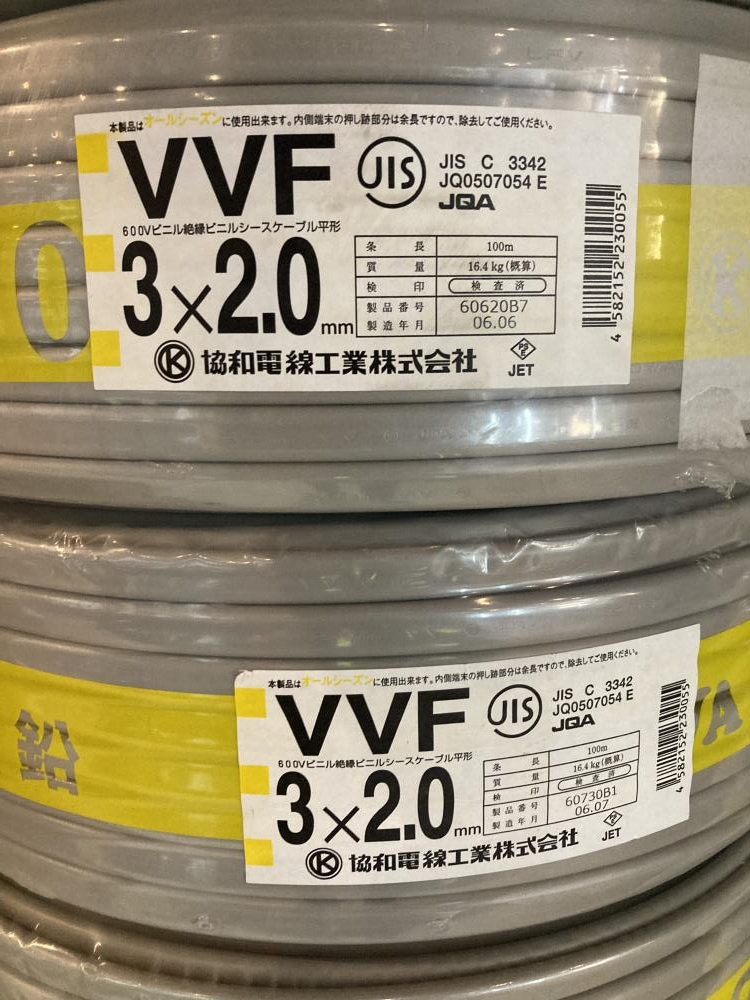 本製品はオールシーズンに使用出来ます。内側端末の押し跡部分は余長ですので、除去してご使用ください。
VVF
JIS
JIS C 3342
JQ0507054 E
JQA
600Vビニル絶縁ビニルシースケーブル平形
3×2.0mm
条長 100m
質量 16.4kg(概算)
検印 検査済
製品番号 60620B7
製造年月 06.06
4 582152 230055
K 協和電線工業株式会社
PSE
JET
0
本製品はオールシーズンに使用出来ます。内側端末の押し跡部分は余長ですので、除去してご使用ください。
VVF
JIS
JIS C 3342
JQ0507054 E
JQA
600Vビニル絶縁ビニルシースケーブル平形
3×2.0mm
条長 100m
質量 16.4kg(概算)
検印 検査済
製品番号 60730B1
製造年月 06.07
4 582152 230055
K 協和電線工業株式会社
PSE
JET
鉛
VA